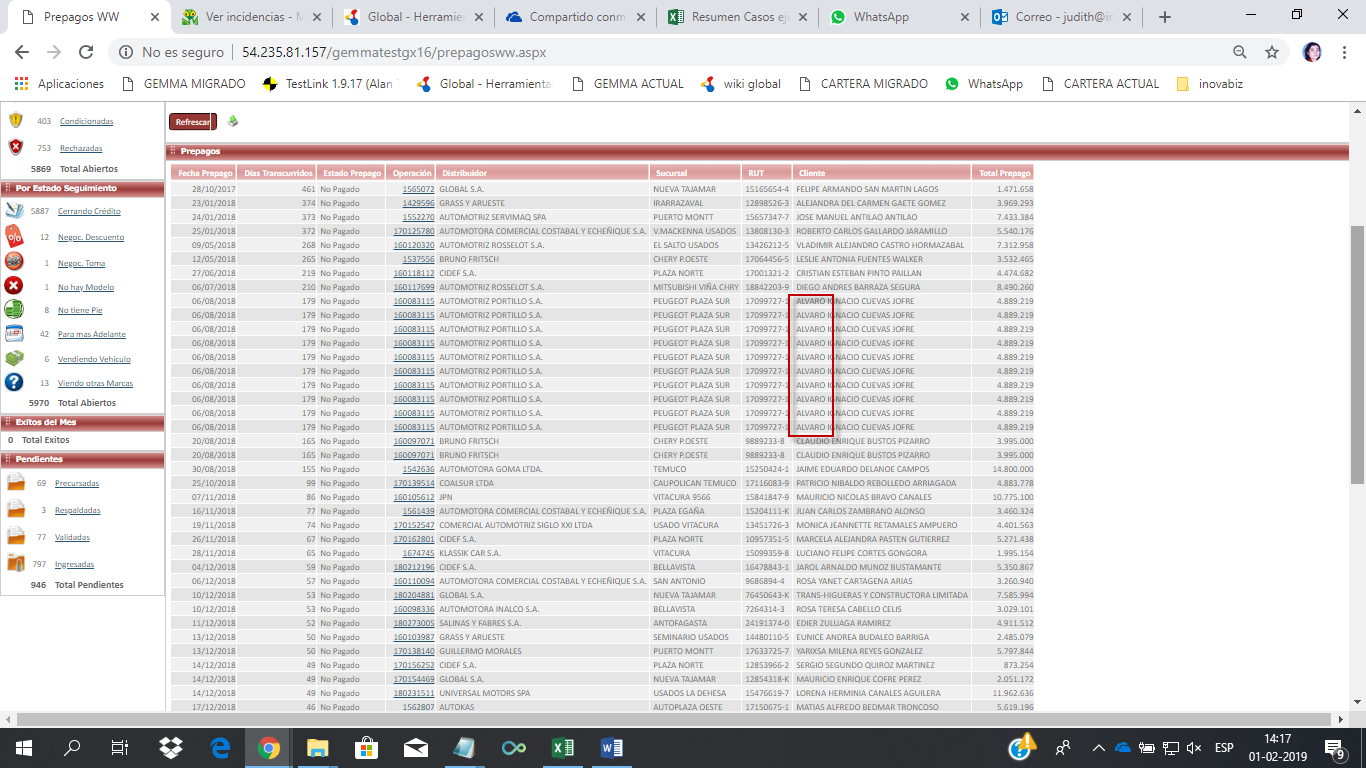 Prepagos WW
Ver incidencias - M
Global - Herramien
Compartido conm
Resumen Casos eje
WhatsApp
Correo - judith@in
No es seguro | 54.235.81.157/gemmatestgx16/prepagosww.aspx
Aplicaciones GEMMA MIGRADO TestLink 1.9.17 (Alan Global - Herramienta GEMMA ACTUAL wiki global CARTERA MIGRADO WhatsApp CARTERA ACTUAL inovabiz
403 Condicionadas
753 Rechazadas
5869 Total Abiertos
Por Estado Seguimiento
5887 Cerrando Crédito
12 Negoc. Descuento
1 Negoc. Toma
1 No hay Modelo
8 No tiene Pie
42 Para mas Adelante
6 Vendiendo Vehiculo
13 Viendo otras Marcas
5970 Total Abiertos
Exitos del Mes
0 Total Exitos
Pendientes
69 Precursadas
3 Respaldadas
77 Validadas
797 Ingresadas
946 Total Pendientes
Refrescar
Prepagos
Fecha Prepago Días Transcurridos Estado Prepago Operación Distribuidor Sucursal RUT Cliente Total Prepago
28/10/2017 461 No Pagado 1565072 GLOBAL S.A. NUEVA TAJAMAR 15165654-4 FELIPE ARMANDO SAN MARTIN LAGOS 1.471.658
23/01/2018 374 No Pagado 1429596 GRASS Y ARUESTE IRARRAZAVAL 12898526-3 ALEJANDRA DEL CARMEN GAETE GOMEZ 3.969.293
24/01/2018 373 No Pagado 1552270 AUTOMOTRIZ SERVIMAQ SPA PUERTO MONTT 15657347-7 JOSE MANUEL ANTILAO ANTILAO 7.433.384
25/01/2018 372 No Pagado 170125780 AUTOMOTORA COMERCIAL COSTABAL Y ECHEÑIQUE S.A. V.MACKENNA USADOS 13808130-3 ROBERTO CARLOS GALLARDO JARAMILLO 5.540.176
09/05/2018 268 No Pagado 160120320 AUTOMOTRIZ ROSSELOT S.A. EL SALTO USADOS 13426212-5 VLADIMIR ALEJANDRO CASTRO HORMAZABAL 7.312.958
12/05/2018 265 No Pagado 1537556 BRUNO FRITSCH CHERY P.OESTE 17064456-5 LESLIE ANTONIA FUENTES WALKER 3.532.465
27/06/2018 219 No Pagado 160118112 CIDEF S.A. PLAZA NORTE 17001321-2 CRISTIAN ESTEBAN PINTO PAILLAN 4.474.682
06/07/2018 210 No Pagado 160117699 AUTOMOTRIZ ROSSELOT S.A. MITSUBISHI VIÑA CHRY 18842203-9 DIEGO ANDRES BARRAZA SEGURA 8.490.260
06/08/2018 179 No Pagado 160083115 AUTOMOTRIZ PORTILLO S.A. PEUGEOT PLAZA SUR 17099727-1 ALVARO IGNACIO CUEVAS JOFRE 4.889.219
06/08/2018 179 No Pagado 160083115 AUTOMOTRIZ PORTILLO S.A. PEUGEOT PLAZA SUR 17099727-1 ALVARO IGNACIO CUEVAS JOFRE 4.889.219
06/08/2018 179 No Pagado 160083115 AUTOMOTRIZ PORTILLO S.A. PEUGEOT PLAZA SUR 17099727-1 ALVARO IGNACIO CUEVAS JOFRE 4.889.219
06/08/2018 179 No Pagado 160083115 AUTOMOTRIZ PORTILLO S.A. PEUGEOT PLAZA SUR 17099727-1 ALVARO IGNACIO CUEVAS JOFRE 4.889.219
06/08/2018 179 No Pagado 160083115 AUTOMOTRIZ PORTILLO S.A. PEUGEOT PLAZA SUR 17099727-1 ALVARO IGNACIO CUEVAS JOFRE 4.889.219
06/08/2018 179 No Pagado 160083115 AUTOMOTRIZ PORTILLO S.A. PEUGEOT PLAZA SUR 17099727-1 ALVARO IGNACIO CUEVAS JOFRE 4.889.219
06/08/2018 179 No Pagado 160083115 AUTOMOTRIZ PORTILLO S.A. PEUGEOT PLAZA SUR 17099727-1 ALVARO IGNACIO CUEVAS JOFRE 4.889.219
06/08/2018 179 No Pagado 160083115 AUTOMOTRIZ PORTILLO S.A. PEUGEOT PLAZA SUR 17099727-1 ALVARO IGNACIO CUEVAS JOFRE 4.889.219
06/08/2018 179 No Pagado 160083115 AUTOMOTRIZ PORTILLO S.A. PEUGEOT PLAZA SUR 17099727-1 ALVARO IGNACIO CUEVAS JOFRE 4.889.219
06/08/2018 179 No Pagado 160083115 AUTOMOTRIZ PORTILLO S.A. PEUGEOT PLAZA SUR 17099727-1 ALVARO IGNACIO CUEVAS JOFRE 4.889.219
20/08/2018 165 No Pagado 160097071 BRUNO FRITSCH CHERY P.OESTE 9889233-8 CLAUDIO ENRIQUE BUSTOS PIZARRO 3.995.000
20/08/2018 165 No Pagado 160097071 BRUNO FRITSCH CHERY P.OESTE 9889233-8 CLAUDIO ENRIQUE BUSTOS PIZARRO 3.995.000
30/08/2018 155 No Pagado 1542636 AUTOMOTORA GOMA LTDA. TEMUCO 15250424-1 JAIME EDUARDO DELANOE CAMPOS 14.800.000
25/10/2018 99 No Pagado 170139514 COALSUR LTDA CAUPOLICAN TEMUCO 17116083-9 PATRICIO NIBALDO REBOLLEDO ARRIAGADA 4.883.778
07/11/2018 86 No Pagado 160105612 JPN VITACURA 9566 15841847-9 MAURICIO NICOLAS BRAVO CANALES 10.775.100
16/11/2018 77 No Pagado 1561439 AUTOMOTORA COMERCIAL COSTABAL Y ECHEÑIQUE S.A. PLAZA EGAÑA 15204111-K JUAN CARLOS ZAMBRANO ALONSO 3.460.324
19/11/2018 74 No Pagado 170152547 COMERCIAL AUTOMOTRIZ SIGLO XXI LTDA USADO VITACURA 13451726-3 MONICA JEANNETTE RETAMALES AMPUERO 4.401.563
26/11/2018 67 No Pagado 170162801 CIDEF S.A. PLAZA NORTE 10957351-5 MARCELA ALEJANDRA PASTEN GUTIERREZ 5.271.438
28/11/2018 65 No Pagado 1674745 KLASSIK CAR S.A. VITACURA 15099359-8 LUCIANO FELIPE CORTES GONGORA 1.995.154
04/12/2018 59 No Pagado 180212196 CIDEF S.A. BELLAVISTA 16478843-1 JAROL ARNALDO MUNOZ BUSTAMANTE 5.350.867
06/12/2018 57 No Pagado 160110094 AUTOMOTORA COMERCIAL COSTABAL Y ECHEÑIQUE S.A. SAN ANTONIO 9686894-4 ROSA YANET CARTAGENA ARIAS 3.260.940
10/12/2018 53 No Pagado 180204881 GLOBAL S.A. NUEVA TAJAMAR 76450643-K TRANS-HIGUERAS Y CONSTRUCTORA LIMITADA 7.585.994
10/12/2018 53 No Pagado 160098336 AUTOMOTORA INALCO S.A. BELLAVISTA 7264314-3 ROSA TERESA CABELLO CELIS 3.029.101
11/12/2018 52 No Pagado 180273005 SALINAS Y FABRES S.A. ANTOFAGASTA 24191374-0 EDIER ZULUAGA RAMIREZ 4.911.512
13/12/2018 50 No Pagado 160103987 GRASS Y ARUESTE SEMINARIO USADOS 14480110-5 EUNICE ANDREA BUDALEO BARRIGA 2.485.079
13/12/2018 50 No Pagado 170138140 GUILLERMO MORALES PUERTO MONTT 17633725-7 YARIXSA MILENA REYES GONZALEZ 5.797.844
14/12/2018 49 No Pagado 170156252 CIDEF S.A. PLAZA NORTE 12853966-2 SERGIO SEGUNDO QUIROZ MARTINEZ 873.254
14/12/2018 49 No Pagado 170154469 GLOBAL S.A. NUEVA TAJAMAR 12854318-K MAURICIO ENRIQUE COFRE PEREZ 2.051.172
14/12/2018 49 No Pagado 180231511 UNIVERSAL MOTORS SPA USADOS LA DEHESA 15476619-7 LORENA HERMINIA CANALES AGUILERA 11.962.636
17/12/2018 46 No Pagado 1562807 AUTOKAS AUTOPLAZA OESTE 17150675-1 MATIAS ALFREDO BEDMAR TRONCOSO 5.619.196
ESP
14:17
01-02-2019
9